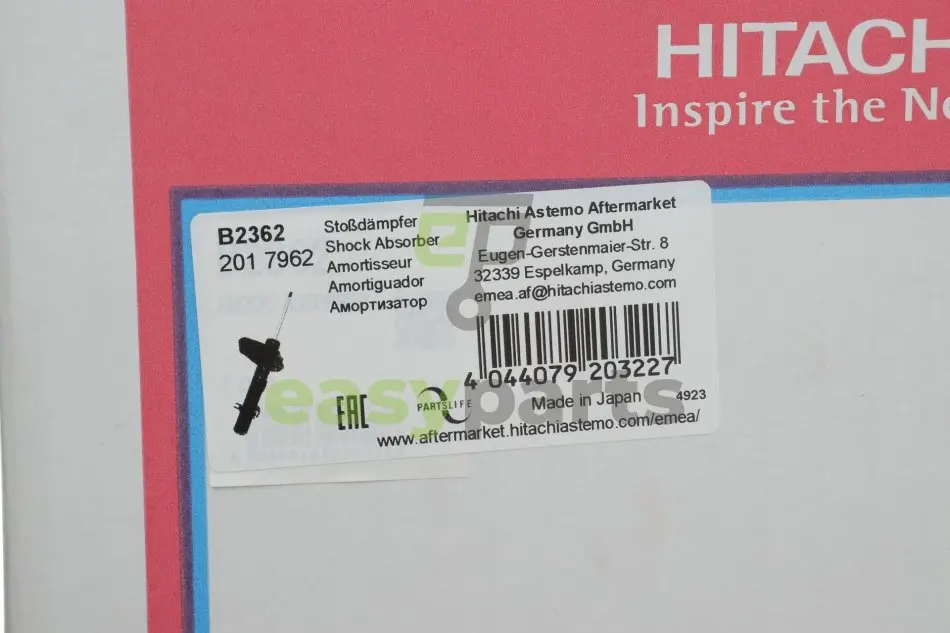 HITACH
Inspire the Ne
B2362
201 7962
Stoßdämpfer
Shock Absorber
Amortisseur
Amortiguador
Амортизатор
Hitachi Astemo Aftermarket
Germany GmbH
Eugen-Gerstenmaier-Str. 8
32339 Espelkamp, Germany
emea.af@hitachiastemo.com
4 044079 203227
EAC
PARTSLIFE
Made in Japan
4923
www.aftermarket.hitachiastemo.com/emea/
ep
easyparts